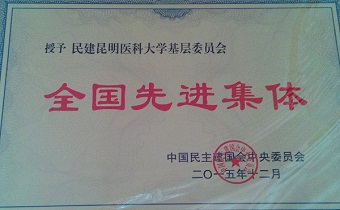 授予 民建昆明医科大学基层委员会
全国先进集体
中国民主建国会中央委员会
二〇一五年十二月